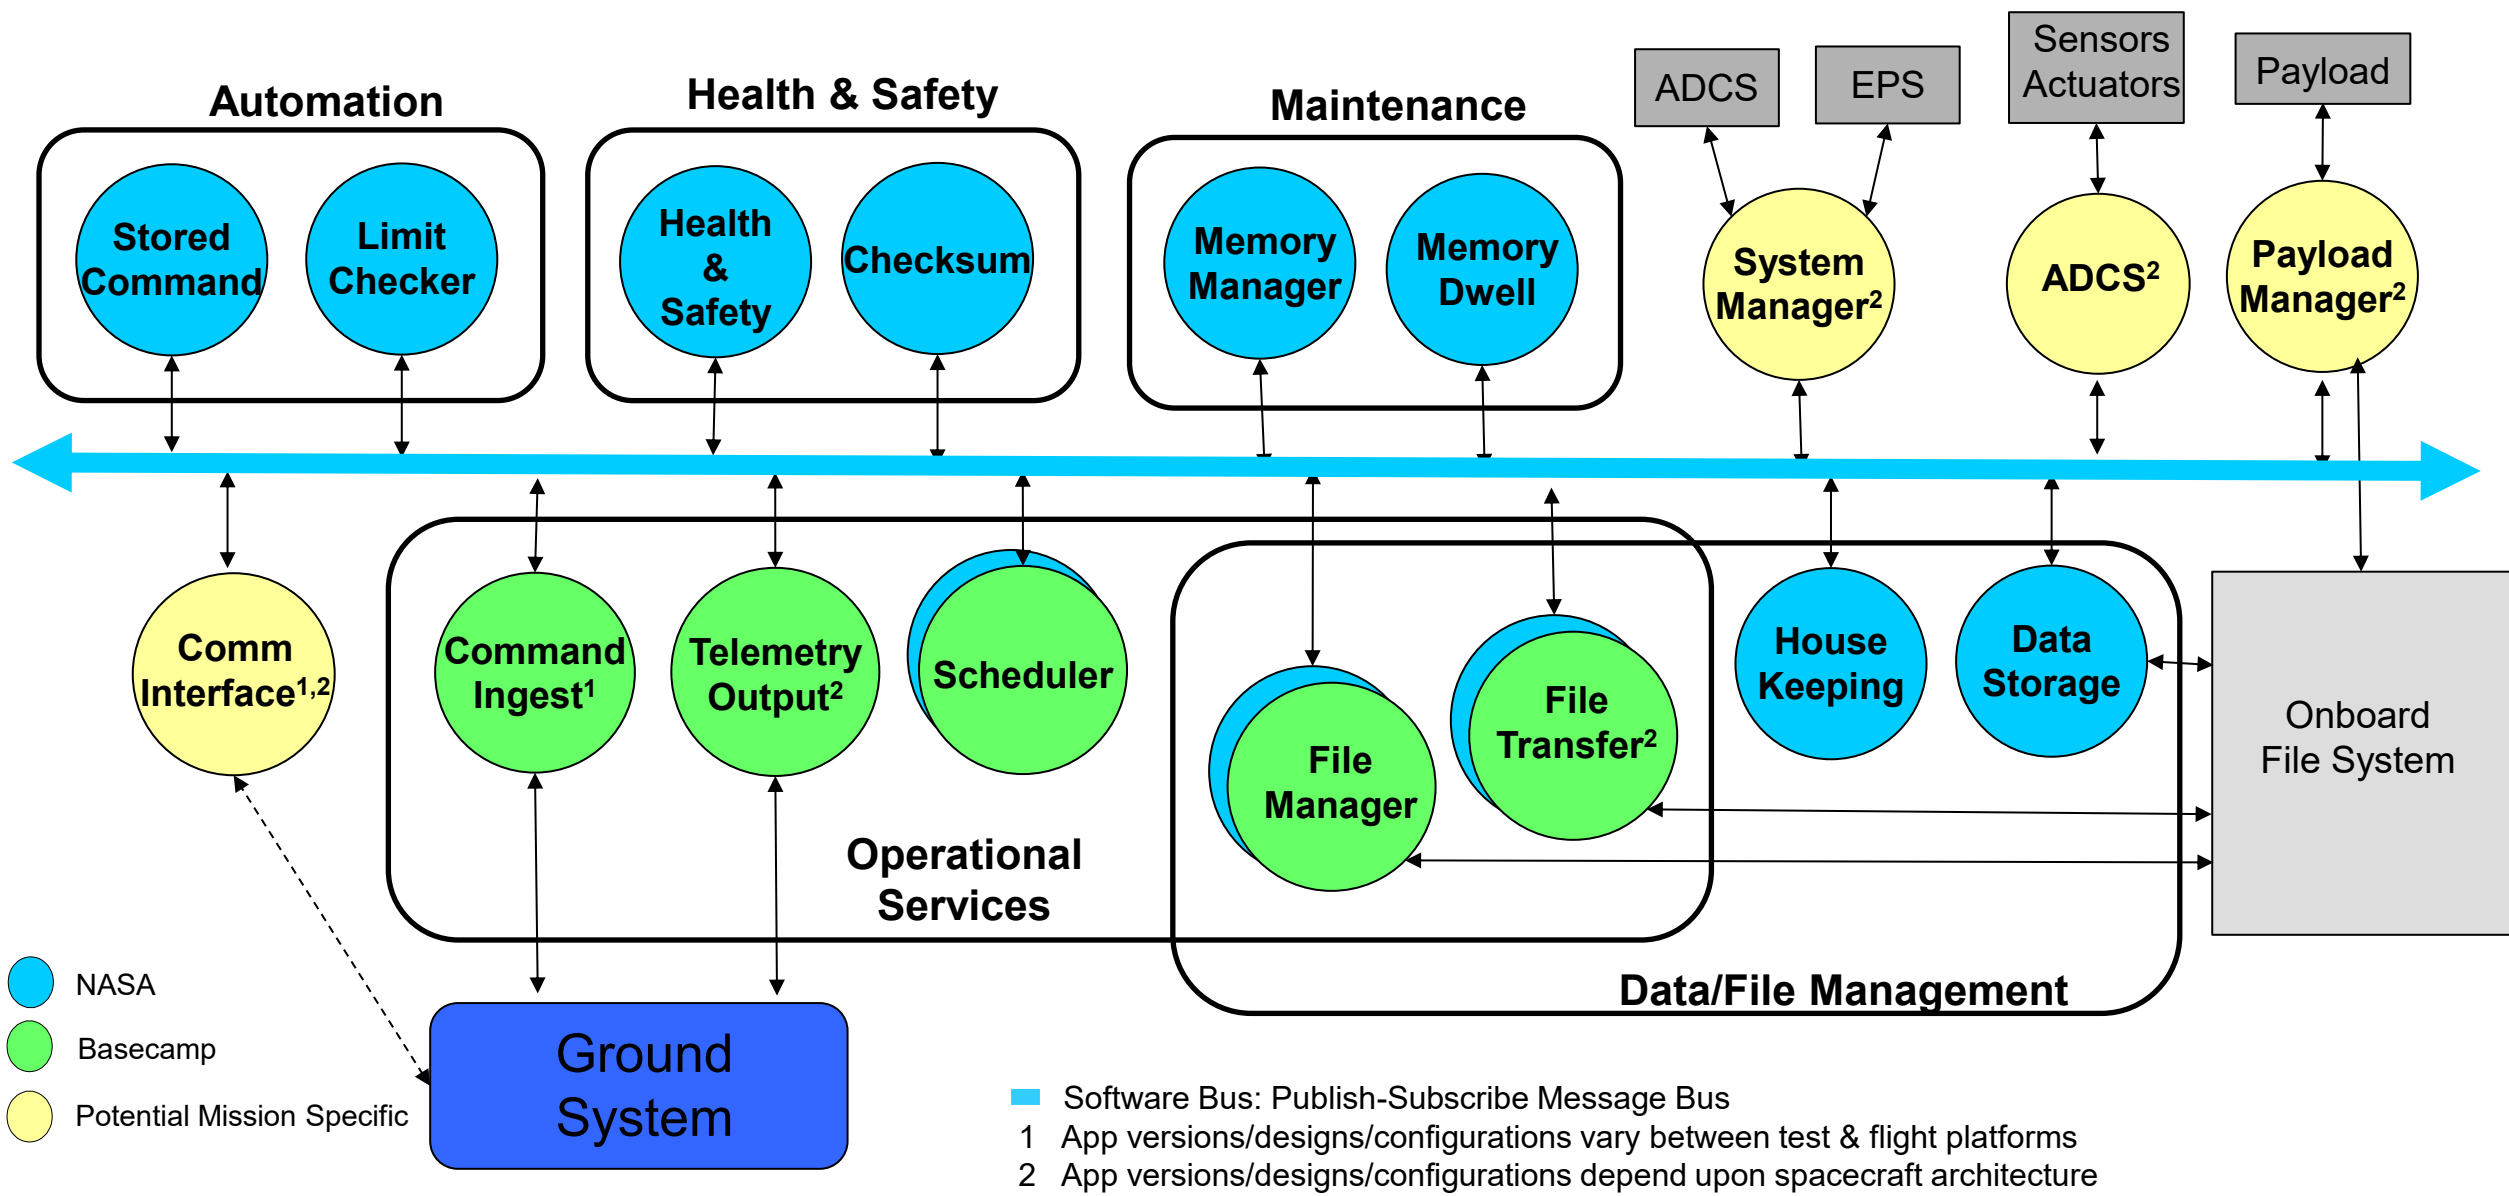 Automation
Health & Safety
Maintenance
ADCS
EPS
Sensors
Actuators
Payload
Stored
Command
Limit
Checker
Health
&
Safety
Checksum
Memory
Manager
Memory
Dwell
System
Manager²
ADCS²
Payload
Manager²
Comm
Interface¹,²
Command
Ingest¹
Telemetry
Output²
Scheduler
File
Manager
File
Transfer²
House
Keeping
Data
Storage
Onboard
File System
Operational
Services
Data/File Management
NASA
Basecamp
Potential Mission Specific
Ground
System
Software Bus: Publish-Subscribe Message Bus
1 App versions/designs/configurations vary between test & flight platforms
2 App versions/designs/configurations depend upon spacecraft architecture